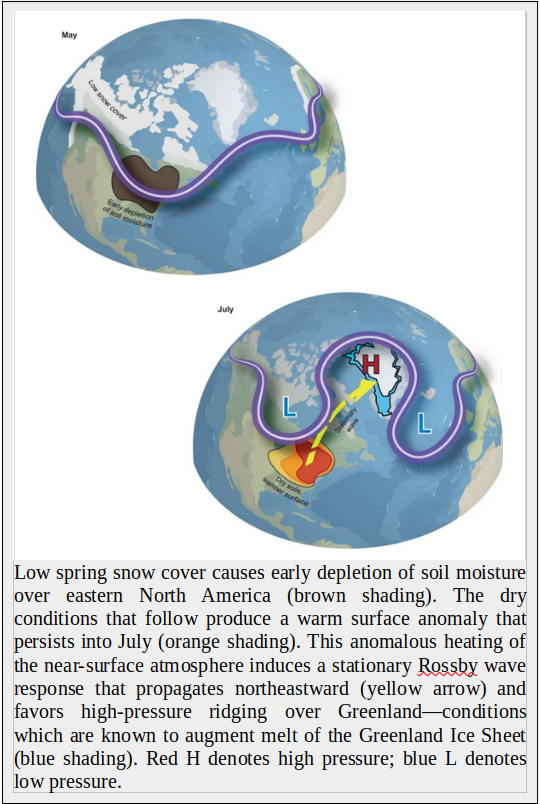 May
Low snow cover
Early depletion
of soil moisture
July
H
L
L
Stationary
wave
Dry soils,
warmer surface
Low spring snow cover causes early depletion of soil moisture
over eastern North America (brown shading). The dry
conditions that follow produce a warm surface anomaly that
persists into July (orange shading). This anomalous heating of
the near-surface atmosphere induces a stationary Rossby wave
response that propagates northeastward (yellow arrow) and
favors high-pressure ridging over Greenland—conditions
which are known to augment melt of the Greenland Ice Sheet
(blue shading). Red H denotes high pressure; blue L denotes
low pressure.